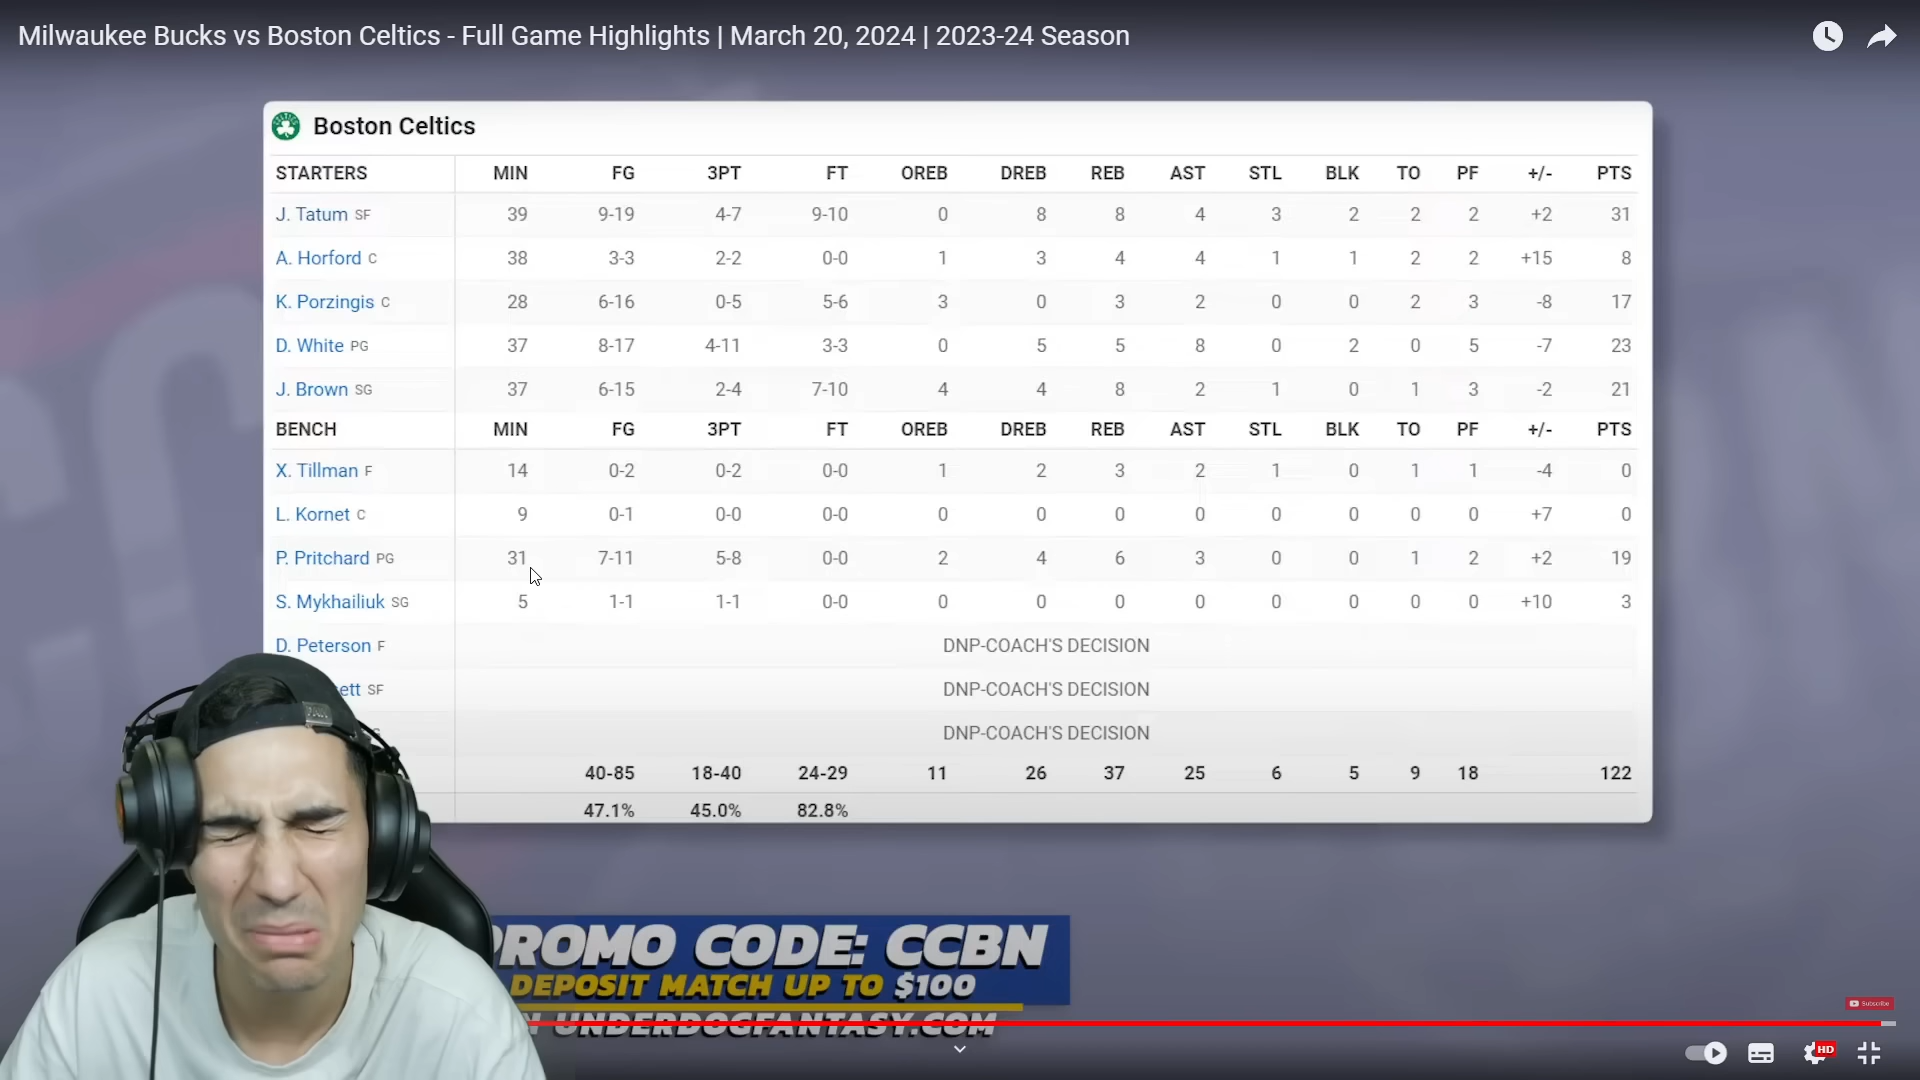 Milwaukee Bucks vs Boston Celtics - Full Game Highlights | March 20, 2024 | 2023-24 Season
Boston Celtics
STARTERS MIN FG 3PT FT OREB DREB REB AST STL BLK TO PF +/- PTS
J. Tatum SF 39 9-19 4-7 9-10 0 8 8 4 3 2 2 2 +2 31
A. Horford C 38 3-3 2-2 0-0 1 3 4 4 1 1 2 2 +15 8
K. Porzingis C 28 6-16 0-5 5-6 3 0 3 2 0 0 2 3 -8 17
D. White PG 37 8-17 4-11 3-3 0 5 5 8 0 2 0 5 -7 23
J. Brown SG 37 6-15 2-4 7-10 4 4 8 2 1 0 1 3 -2 21
BENCH MIN FG 3PT FT OREB DREB REB AST STL BLK TO PF +/- PTS
X. Tillman F 14 0-2 0-2 0-0 1 2 3 2 1 0 1 1 -4 0
L. Kornet C 9 0-1 0-0 0-0 0 0 0 0 0 0 0 0 +7 0
P. Pritchard PG 31 7-11 5-8 0-0 2 4 6 3 0 0 1 2 +2 19
S. Mykhailiuk SG 5 1-1 1-1 0-0 0 0 0 0 0 0 0 0 +10 3
D. Peterson F DNP-COACH'S DECISION
ett SF DNP-COACH'S DECISION
DNP-COACH'S DECISION
40-85 18-40 24-29 11 26 37 25 6 5 9 18 122
47.1% 45.0% 82.8%
PROMO CODE: CCBN
DEPOSIT MATCH UP TO $100
UNDERDOGFANTASY.COM
Subscribe
HD